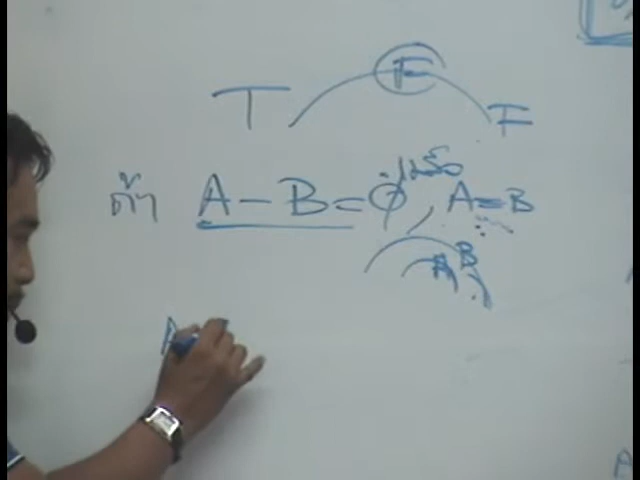 T F F
ถ้า A - B = ∅ แล้ว A = B
A B
A
A